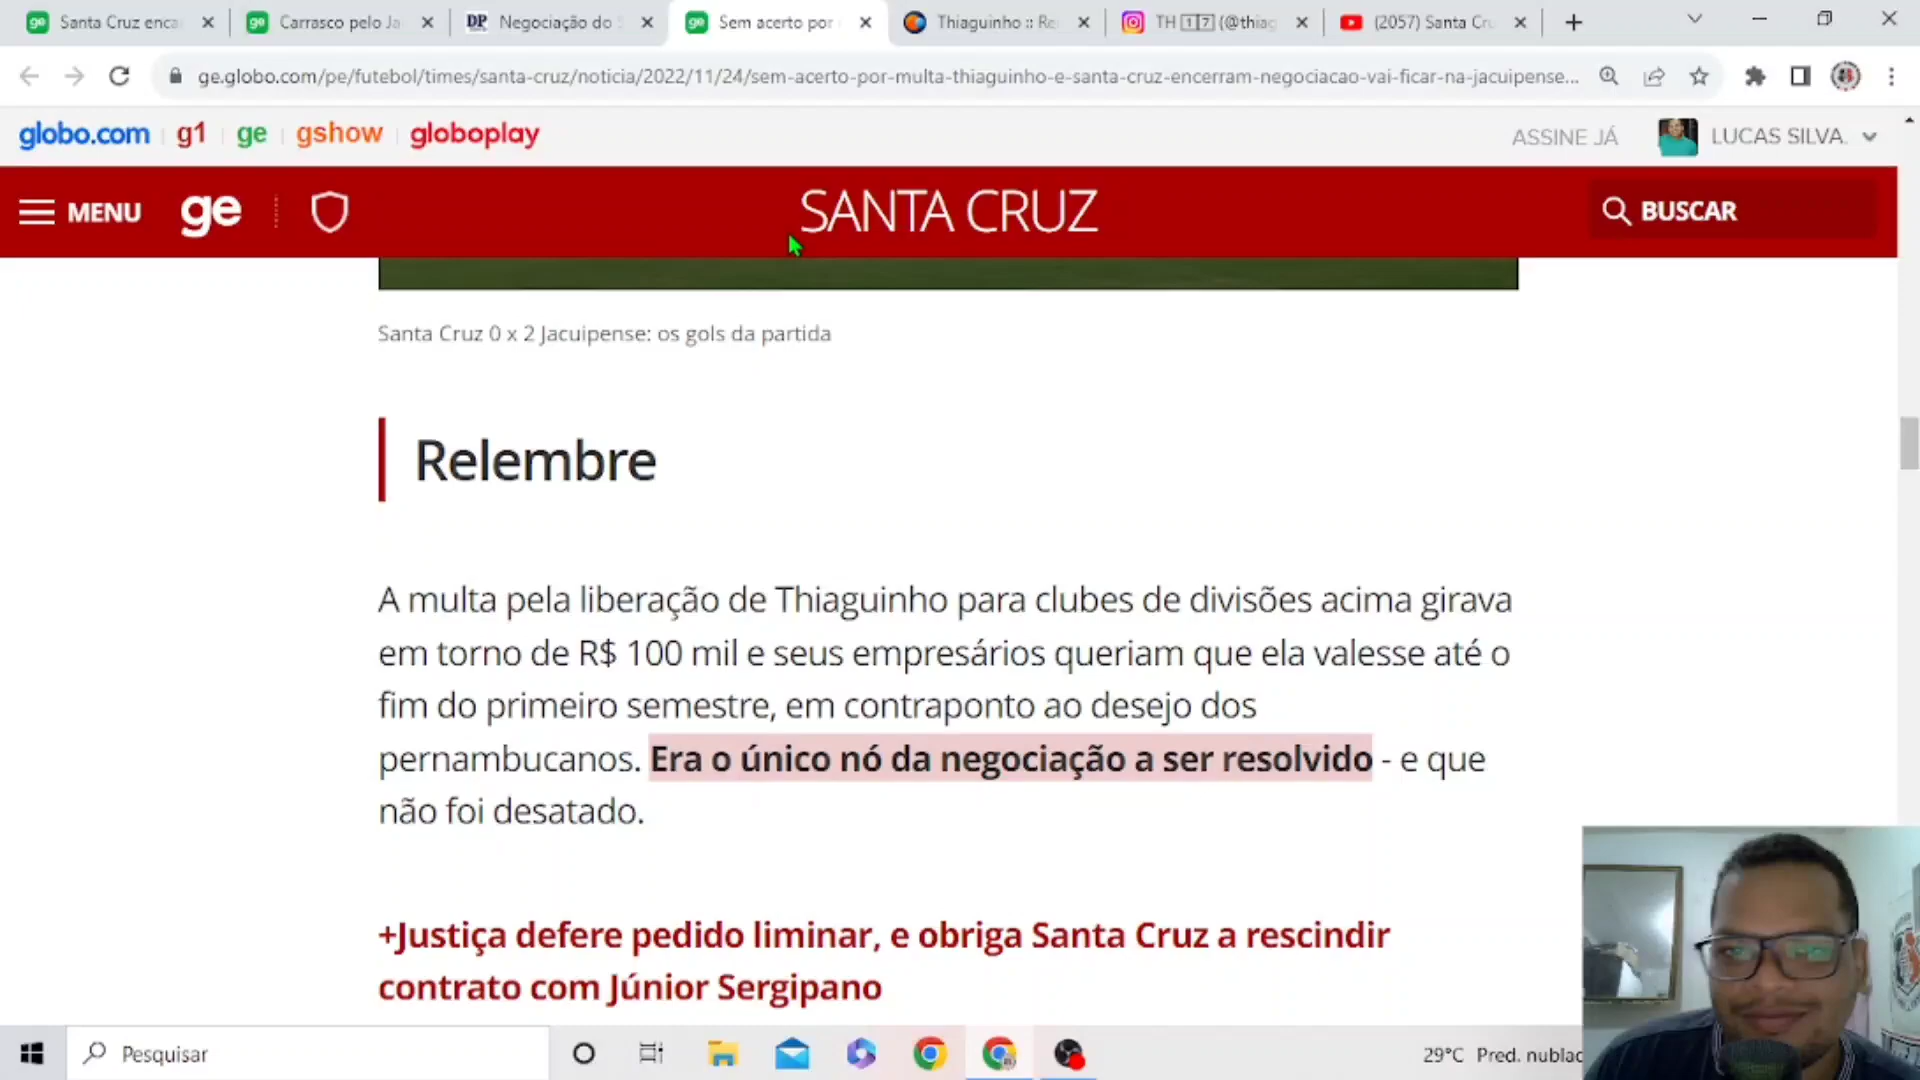 Santa Cruz enca
Carrasco pelo Ja
DP Negociação do S
ge Sem acerto por
Thiaguinho :: Re
TH 1 7 (@thiag
(2057) Santa Cru
ge.globo.com/pe/futebol/times/santa-cruz/noticia/2022/11/24/sem-acerto-por-multa-thiaguinho-e-santa-cruz-encerram-negociacao-vai-ficar-na-jacuipense...
globo.com g1 ge gshow globoplay
ASSINE JÁ
LUCAS SILVA.
MENU ge
SANTA CRUZ
BUSCAR
Santa Cruz 0 x 2 Jacuipense: os gols da partida
Relembre
A multa pela liberação de Thiaguinho para clubes de divisões acima girava
em torno de R$ 100 mil e seus empresários queriam que ela valesse até o
fim do primeiro semestre, em contraponto ao desejo dos
pernambucanos. Era o único nó da negociação a ser resolvido - e que
não foi desatado.
+Justiça defere pedido liminar, e obriga Santa Cruz a rescindir
contrato com Júnior Sergipano
Pesquisar
29°C Pred. nublad